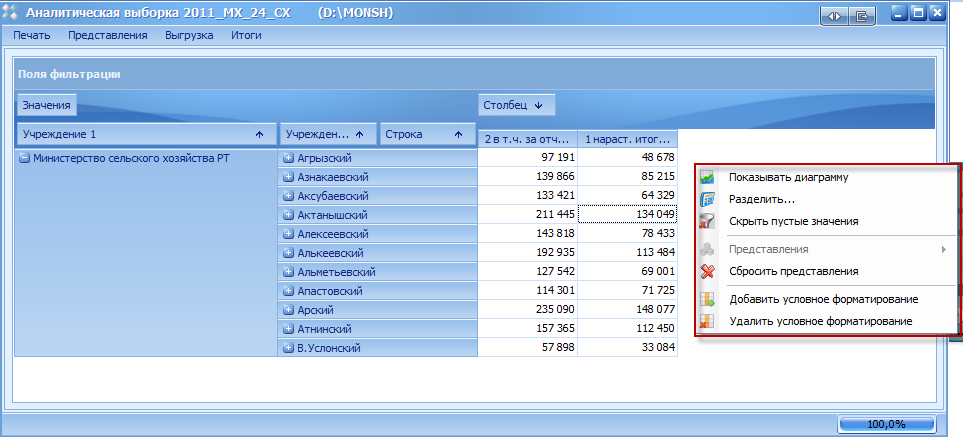 Аналитическая выборка 2011_MX_24_CX (D:\MONSH)
Печать Представления Выгрузка Итоги
Поля фильтрации
Значения Столбец
Учреждение 1 Учрежден... Строка 2 в т.ч. за отч... 1 нараст. итог...
Министерство сельского хозяйства РТ Агрызский 97 191 48 678
Азнакаевский 139 866 85 215
Аксубаевский 133 421 64 329
Актанышский 211 445 134 049
Алексеевский 143 818 78 433
Алькеевский 192 935 113 484
Альметьевский 127 542 69 001
Апастовский 114 301 71 725
Арский 235 090 148 077
Атнинский 157 365 112 450
В.Услонский 57 898 33 084
Показывать диаграмму
Разделить...
Скрыть пустые значения
Представления
Сбросить представления
Добавить условное форматирование
Удалить условное форматирование
100,0%